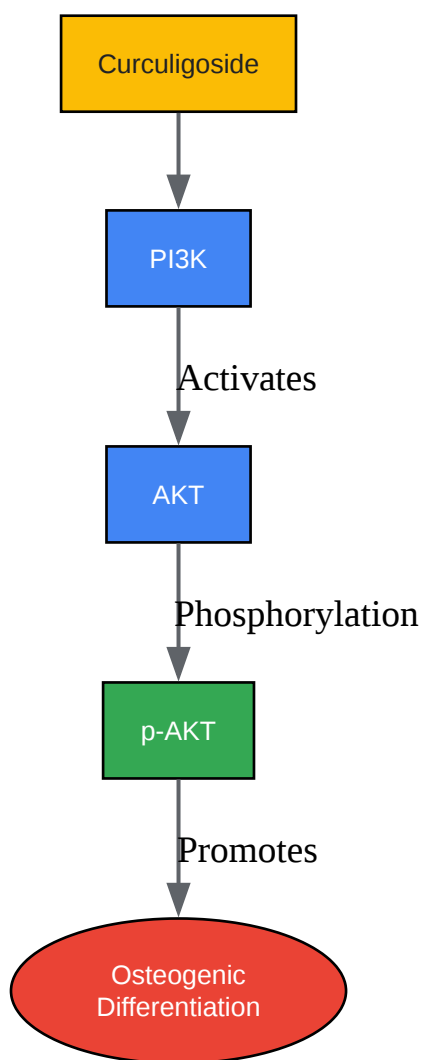 Curculigoside
PI3K
Activates
AKT
Phosphorylation
p-AKT
Promotes
Osteogenic
Differentiation